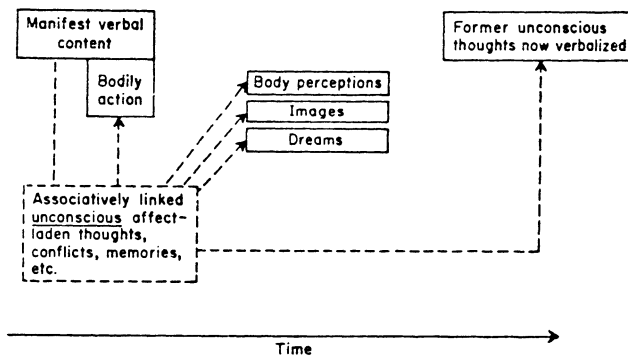 Manifest verbal
content
Bodily
action
Former unconscious
thoughts now verbalized
Body perceptions
Images
Dreams
Associatively linked
unconscious affect-
laden thoughts,
conflicts, memories,
etc.
Time